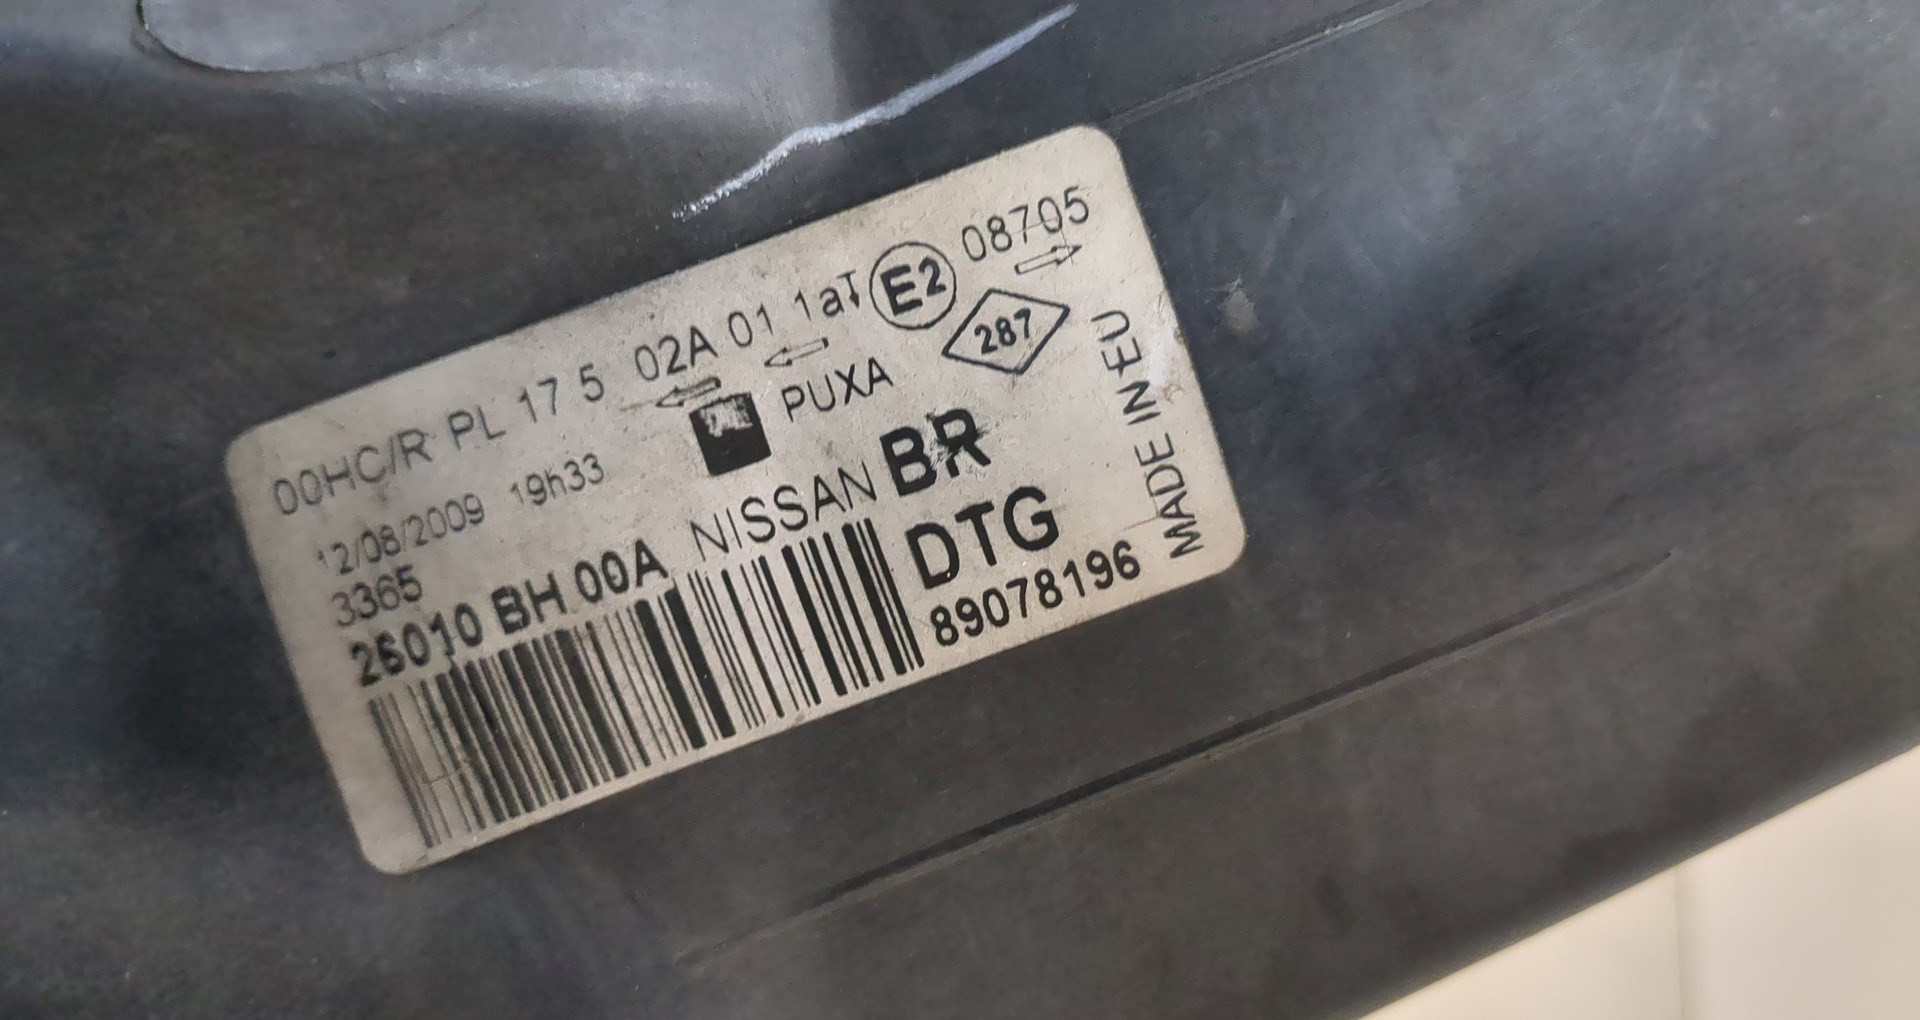 00HC/R PL 17 5 02A 01 1aT E2 08705
287
PUXA
12/08/2009 19h33
3365
26010 BH 00A NISSAN BR
DTG
89078196
MADE IN EU